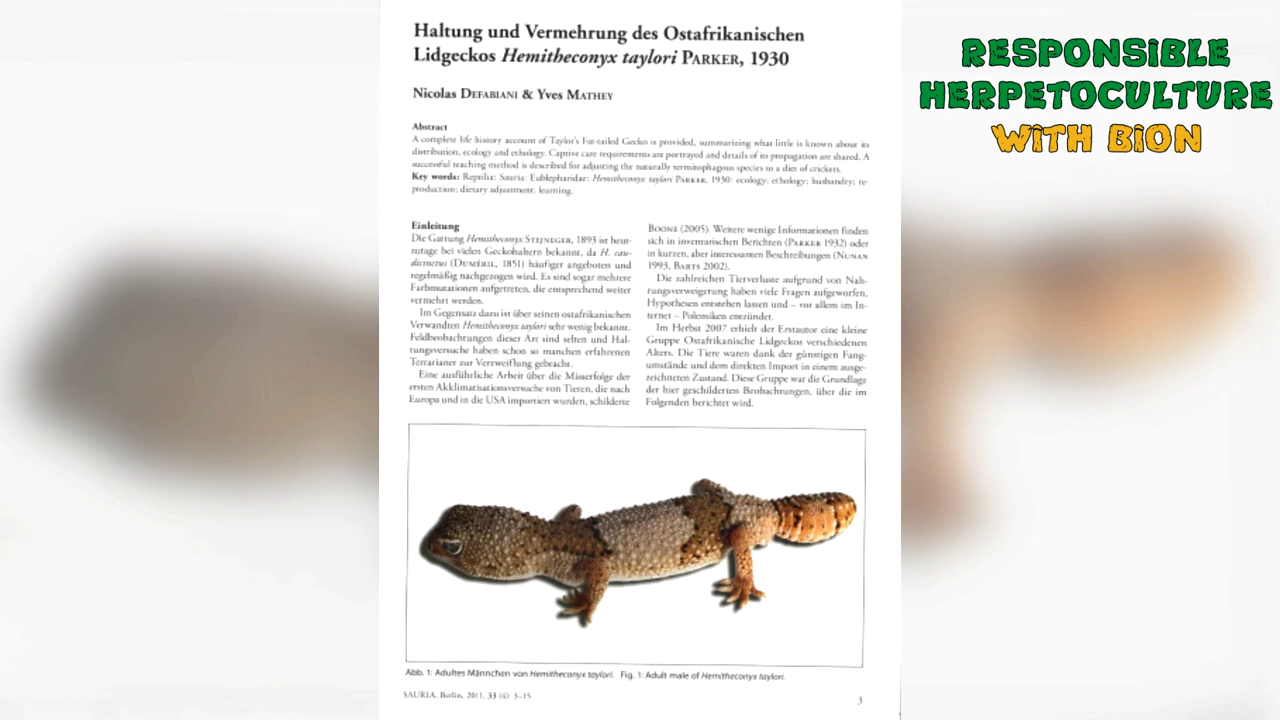 Haltung und Vermehrung des Ostafrikanischen
Lidgeckos Hemitheconyx taylori PARKER, 1930
RESPONSIBLE
HERPETOCULTURE
WITH BION
Nicolas DEFABIANI & Yves MATHEY
Abstract
A complete life history account of Taylor's Fat-tailed Gecko is provided, summarizing what little is known about its
distribution, ecology and ethology. Captive care requirements are portrayed and details of its propagation are shared. A
successful teaching method is described for adjusting the naturally termitophagous species to a diet of crickets.
Key words: Reptilia: Sauria: Eublepharidae: Hemitheconyx taylori PARKER, 1930: ecology; ethology; husbandry; re-
production; dietary adjustment; learning.
Einleitung
Die Gattung Hemitheconyx STEJNEGER, 1893 ist heut-
zutage bei vielen Geckohaltern bekannt, da H. cau-
dicinctus (DUMÉRIL, 1851) häufiger angeboten und
regelmäßig nachgezogen wird. Es sind sogar mehrere
Farbmutationen aufgetreten, die entsprechend weiter
vermehrt werden.
Im Gegensatz dazu ist über seinen ostafrikanischen
Verwandten Hemitheconyx taylori sehr wenig bekannt.
Feldbeobachtungen dieser Art sind selten und Hal-
tungsversuche haben schon so manchen erfahrenen
Terrarianer zur Verzweiflung gebracht.
Eine ausführliche Arbeit über die Misserfolge der
ersten Akklimatisationsversuche von Tieren, die nach
Europa und in die USA importiert wurden, schilderte
BOONE (2005). Weitere wenige Informationen finden
sich in inventarischen Berichten (PARKER 1932) oder
in kurzen, aber interessanten Beschreibungen (NUNAN
1993, BARTS 2002).
Die zahlreichen Tierverluste aufgrund von Nah-
rungsverweigerung haben viele Fragen aufgeworfen,
Hypothesen entstehen lassen und – vor allem im In-
ternet – Polemiken entzündet.
Im Herbst 2007 erhielt der Erstautor eine kleine
Gruppe Ostafrikanische Lidgeckos verschiedenen
Alters. Die Tiere waren dank der günstigen Fang-
umstände und dem direkten Import in einem ausge-
zeichneten Zustand. Diese Gruppe war die Grundlage
der hier geschilderten Beobachtungen, über die im
Folgenden berichtet wird.
Abb. 1: Adultes Männchen von Hemitheconyx taylori. Fig. 1: Adult male of Hemitheconyx taylori.
SAURIA, Berlin, 2011, 33 (4): 3–15
3